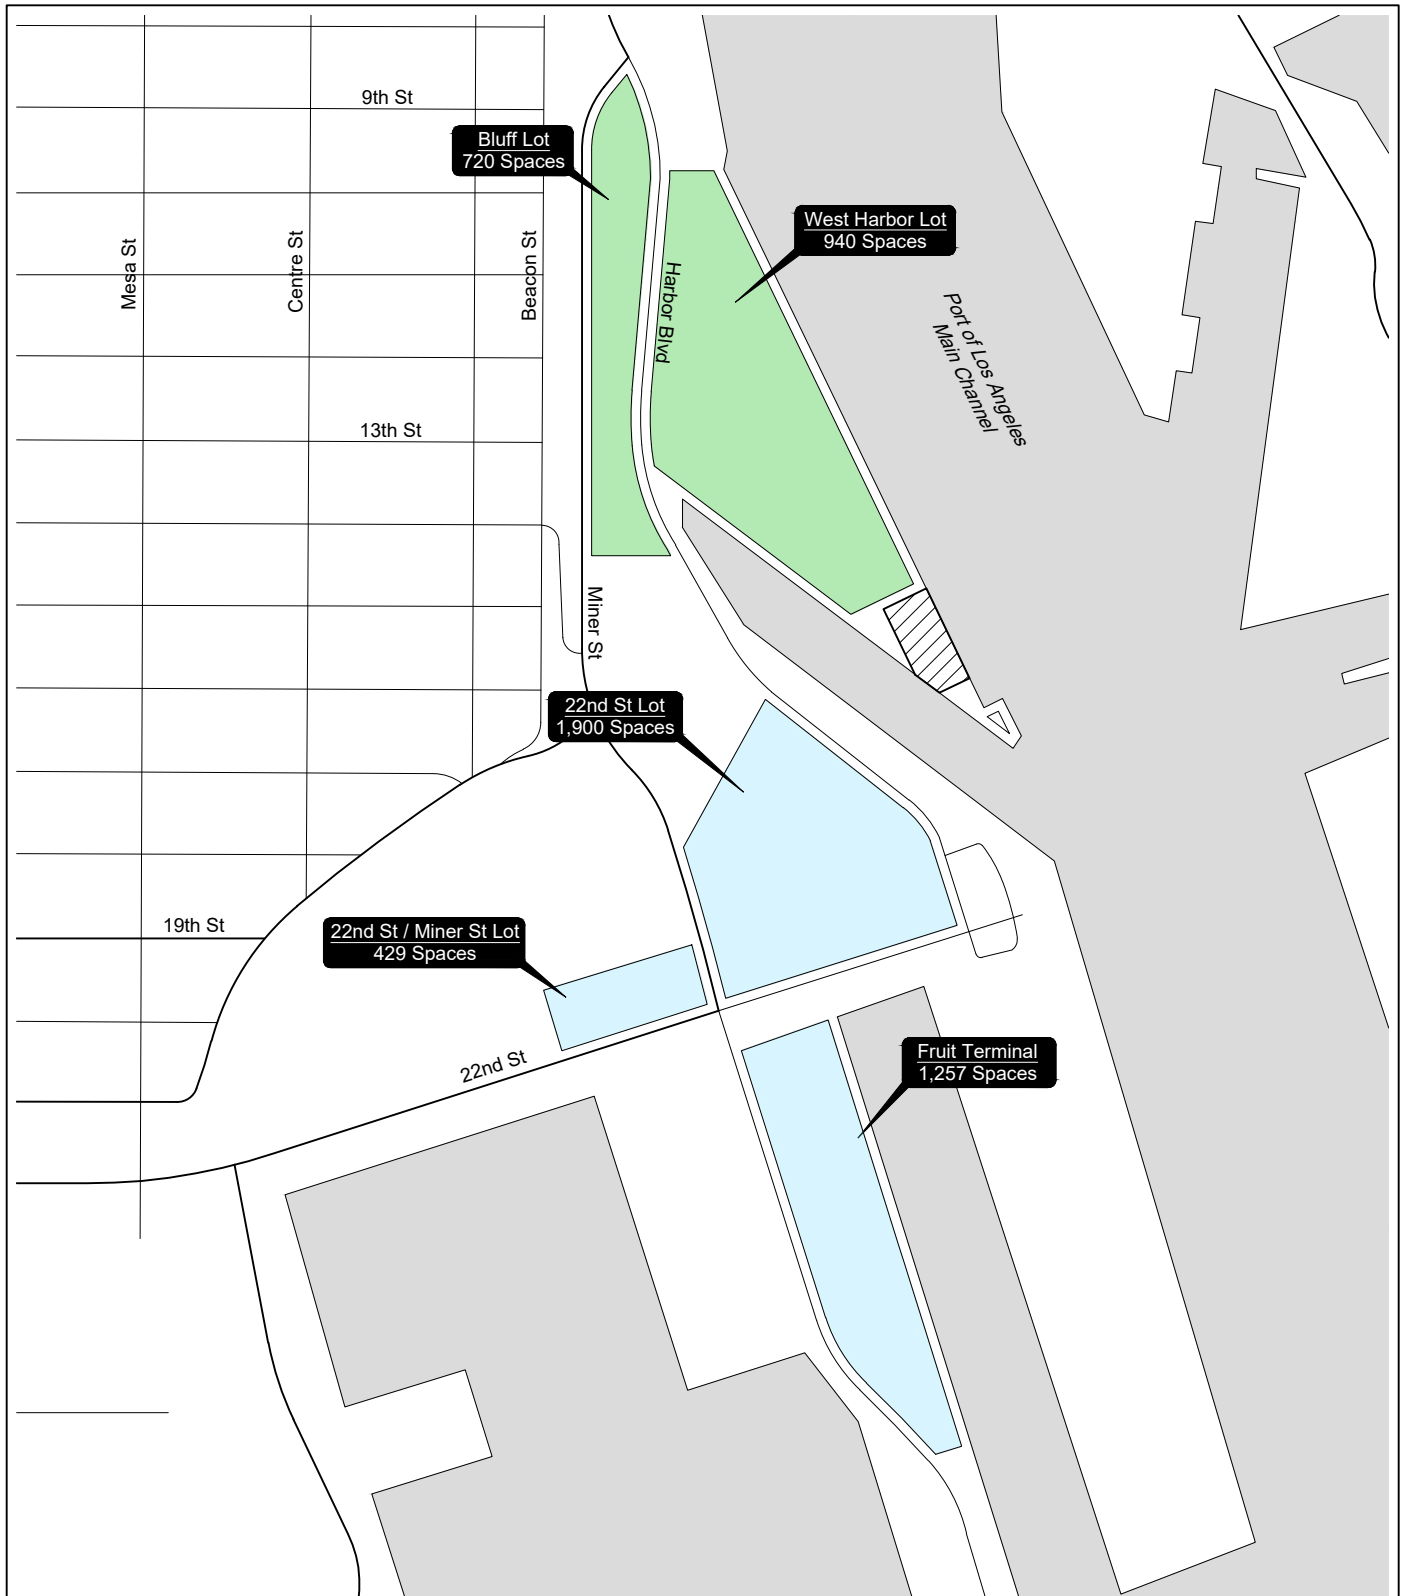 9th St
Bluff Lot
720 Spaces
West Harbor Lot
940 Spaces
Mesa St
Centre St
Beacon St
Harbor Blvd
Port of Los Angeles
Main Channel
13th St
Miner St
22nd St Lot
1,900 Spaces
19th St
22nd St / Miner St Lot
429 Spaces
22nd St
Fruit Terminal
1,257 Spaces